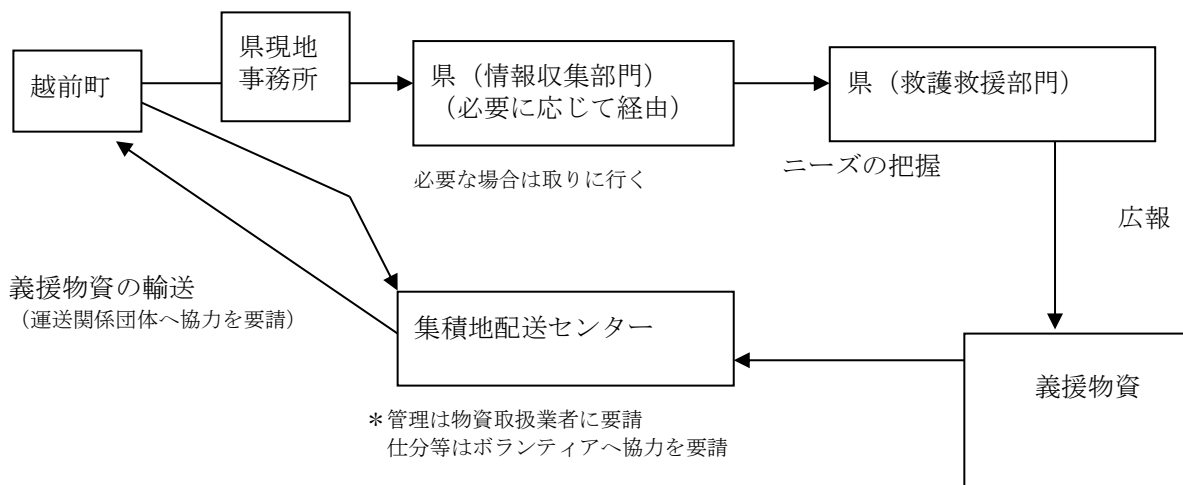 県現地
事務所
越前町
県（情報収集部門）
（必要に応じて経由）
県（救護救援部門）
必要な場合は取りに行く
ニーズの把握
広報
義援物資の輸送
（運送関係団体へ協力を要請）
集積地配送センター
義援物資
＊管理は物資取扱業者に要請
仕分等はボランティアへ協力を要請